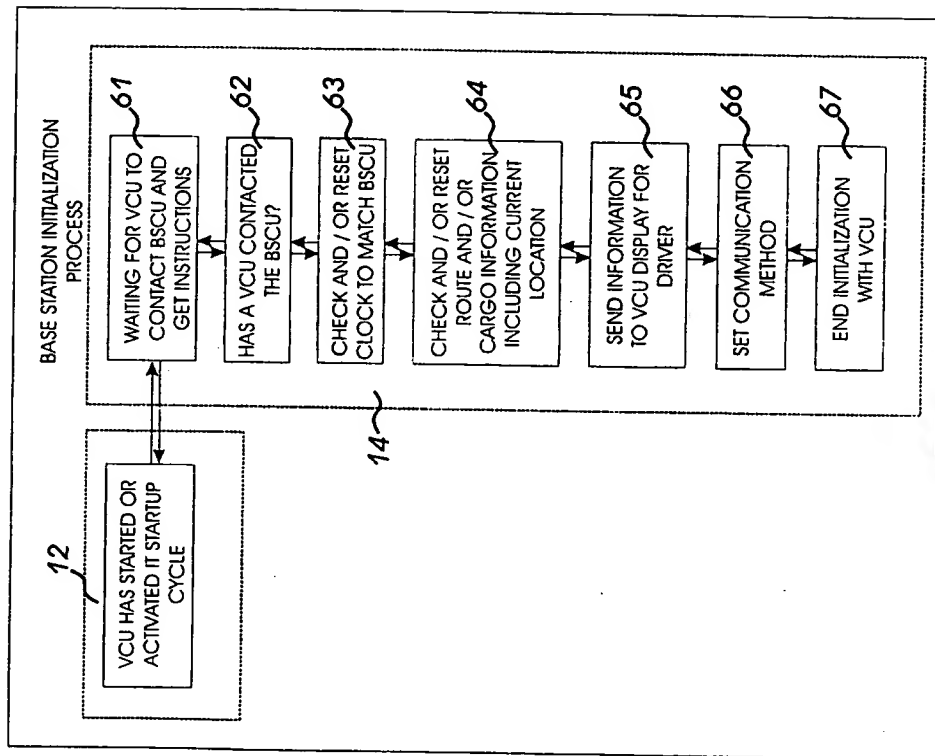 BASE STATION INITIALIZATION
PROCESS
12
VCU HAS STARTED OR
ACTIVATED IT STARTUP
CYCLE
14
61
WAITING FOR VCU TO
CONTACT BSCU AND
GET INSTRUCTIONS
62
HAS A VCU CONTACTED
THE BSCU?
63
CHECK AND / OR RESET
CLOCK TO MATCH BSCU
64
CHECK AND / OR RESET
ROUTE AND / OR
CARGO INFORMATION
INCLUDING CURRENT
LOCATION
65
SEND INFORMATION
TO VCU DISPLAY FOR
DRIVER
66
SET COMMUNICATION
METHOD
67
END INITIALIZATION
WITH VCU